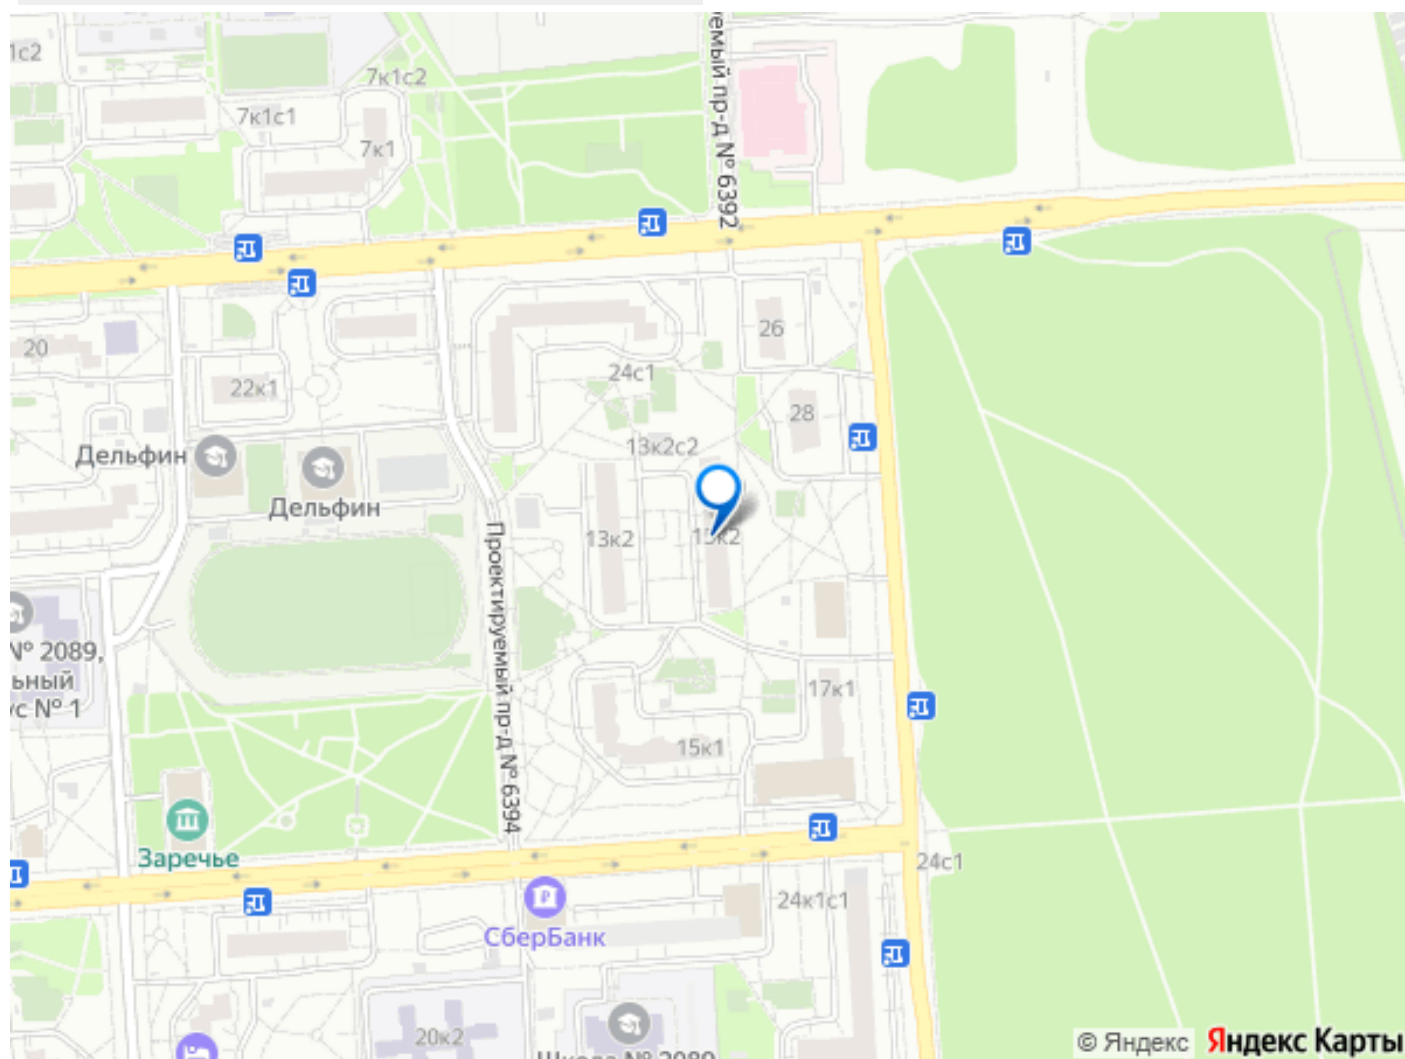 1с2
7к1с2
7к1с1
7к1
емый пр-д № 6392
20
22к1
26
24с1
28
13к2с2
Дельфин
Дельфин
13к2
13к2
Проектируемый пр-д № 6394
№ 2089,
ьный
ус № 1
17к1
15к1
Заречье
24с1
24к1с1
СберБанк
20к2
Школа № 2089
© Яндекс Яндекс Карты